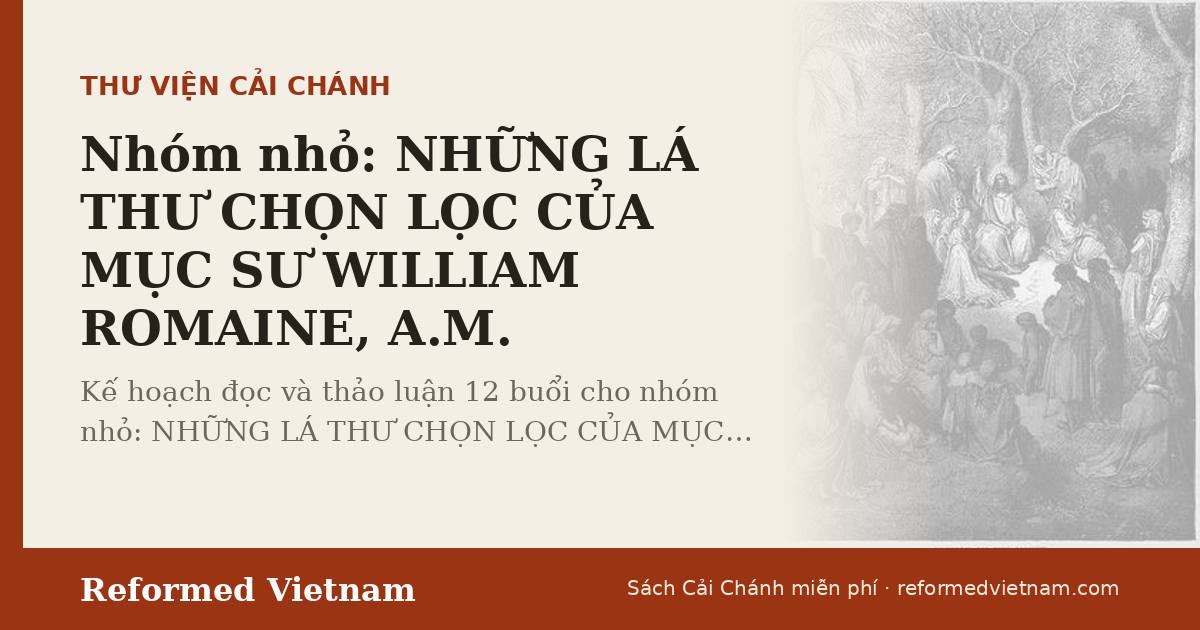 THƯ VIỆN CẢI CHÁNH
Nhóm nhỏ: NHỮNG LÁ
THƯ CHỌN LỌC CỦA
MỤC SƯ WILLIAM
ROMAINE, A.M.
Kế hoạch đọc và thảo luận 12 buổi cho nhóm
nhỏ: NHỮNG LÁ THƯ CHỌN LỌC CỦA MỤC…
Reformed Vietnam
Sách Cải Chánh miễn phí · reformedvietnam.com